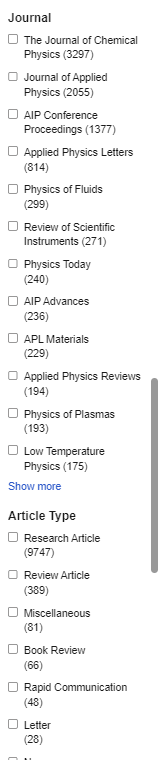 Journal
The Journal of Chemical
Physics (3297)
Journal of Applied
Physics (2055)
AIP Conference
Proceedings (1377)
Applied Physics Letters
(814)
Physics of Fluids
(299)
Review of Scientific
Instruments (271)
Physics Today
(240)
AIP Advances
(236)
APL Materials
(229)
Applied Physics Reviews
(194)
Physics of Plasmas
(193)
Low Temperature
Physics (175)
Show more
Article Type
Research Article
(9747)
Review Article
(389)
Miscellaneous
(81)
Book Review
(66)
Rapid Communication
(48)
Letter
(28)